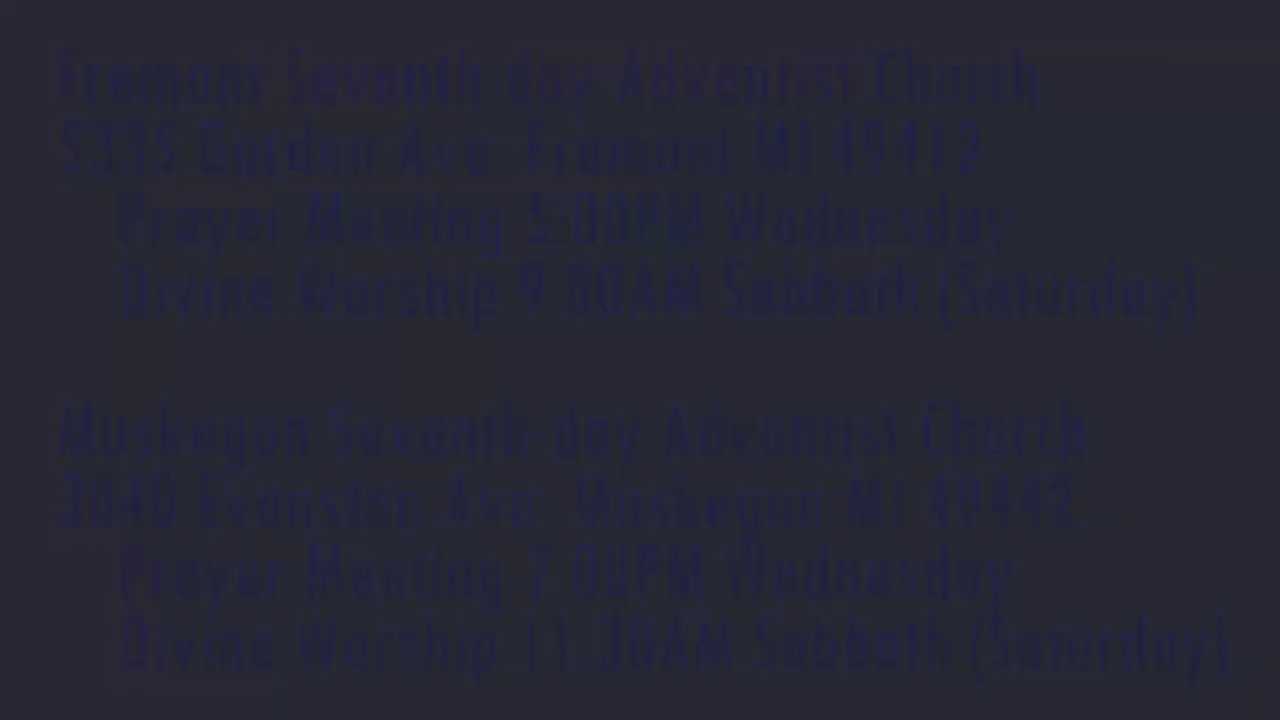 Fremont Seventh day Adventist Church
5335 Gordon Ave, Fremont MI 49412
Prayer Meeting 5:00PM Wednesday
Divine Worship 9:00AM Sabbath (Saturday)
Muskegon Seventh day Adventist Church
3040 Evanston Ave. Muskegon MI 49442
Prayer Meeting 7:00PM Wednesday
Divine Worship 11:30AM Sabbath (Saturday)